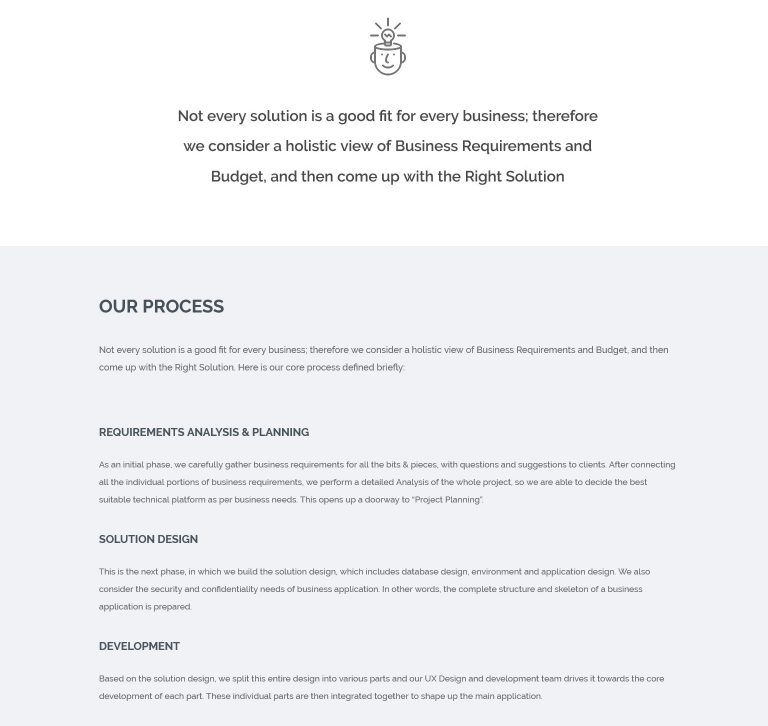 Not every solution is a good fit for every business; therefore
we consider a holistic view of Business Requirements and
Budget, and then come up with the Right Solution
OUR PROCESS
Not every solution is a good fit for every business; therefore we consider a holistic view of Business Requirements and Budget, and then
come up with the Right Solution. Here is our core process defined briefly:
REQUIREMENTS ANALYSIS & PLANNING
As an initial phase, we carefully gather business requirements for all the bits & pieces, with questions and suggestions to clients. After connecting
all the individual portions of business requirements, we perform a detailed Analysis of the whole project, so we are able to decide the best
suitable technical platform as per business needs. This opens up a doorway to “Project Planning”.
SOLUTION DESIGN
This is the next phase, in which we build the solution design, which includes database design, environment and application design. We also
consider the security and confidentiality needs of business application. In other words, the complete structure and skeleton of a business
application is prepared.
DEVELOPMENT
Based on the solution design, we split this entire design into various parts and our UX Design and development team drives it towards the core
development of each part. These individual parts are then integrated together to shape up the main application.